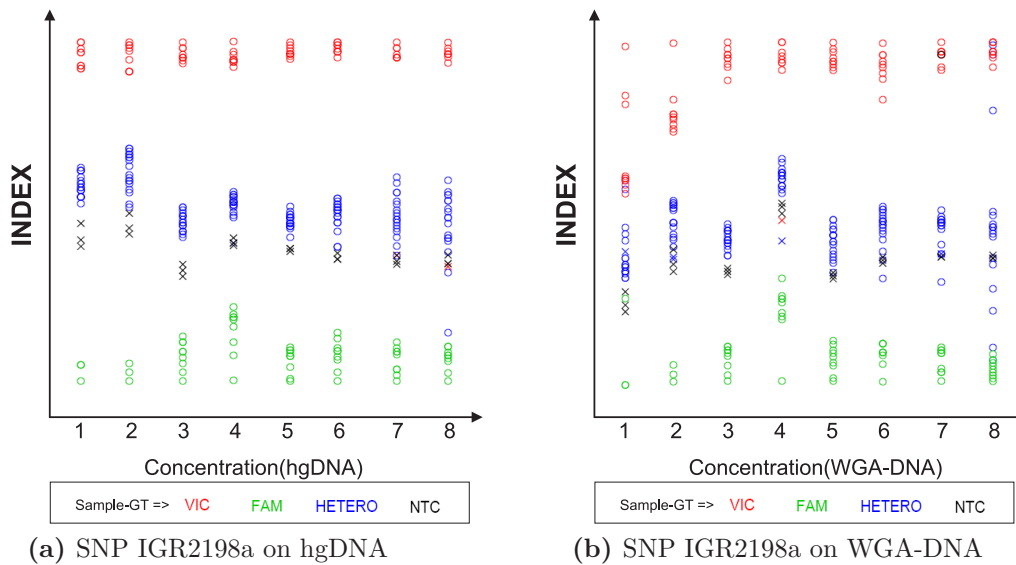 INDEX
1 2 3 4 5 6 7 8
Concentration(hgDNA)
Sample-GT => VIC FAM HETERO NTC
(a) SNP IGR2198a on hgDNA
INDEX
1 2 3 4 5 6 7 8
Concentration(WGA-DNA)
Sample-GT => VIC FAM HETERO NTC
(b) SNP IGR2198a on WGA-DNA